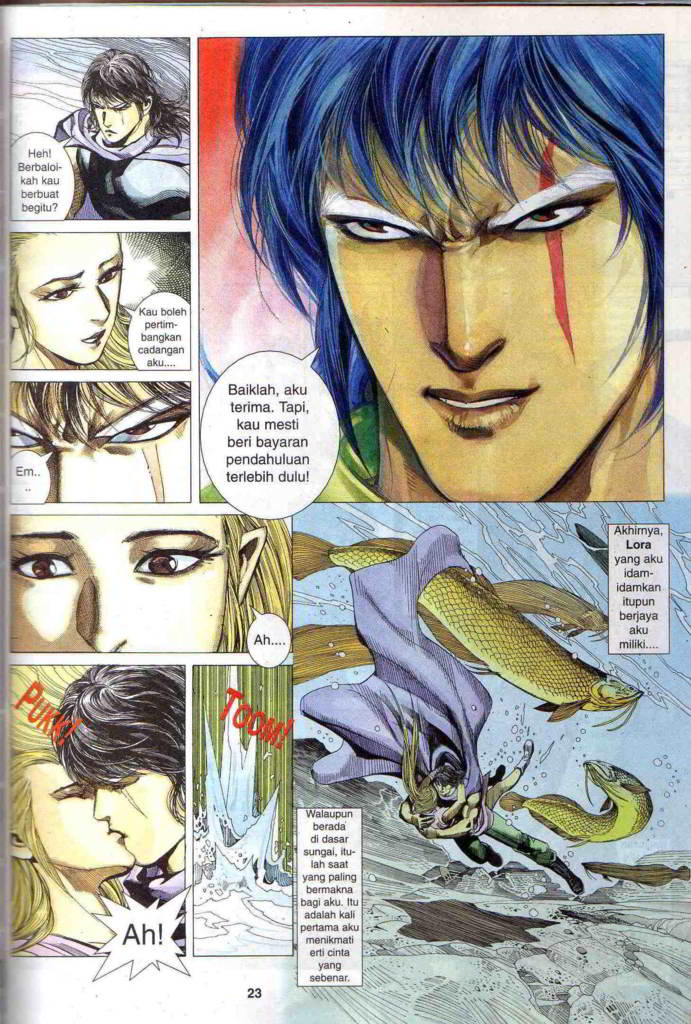 Heh!
Berbaloi-
kah kau
berbuat
begitu?
Kau boleh
pertim-
bangkan
cadangan
aku....
Em..
..
Baiklah, aku
terima. Tapi,
kau mesti
beri bayaran
pendahuluan
terlebih dulu!
Ah....
PUKK!
Ah!
TOOM!
Akhirnya,
Lora
yang aku
idam-
idamkan
itupun
berjaya
aku
miliki....
Walaupun
berada
di dasar
sungai, itu-
lah saat
yang paling
bermakna
bagi aku. Itu
adalah kali
pertama aku
menikmati
erti cinta
yang
sebenar.
23